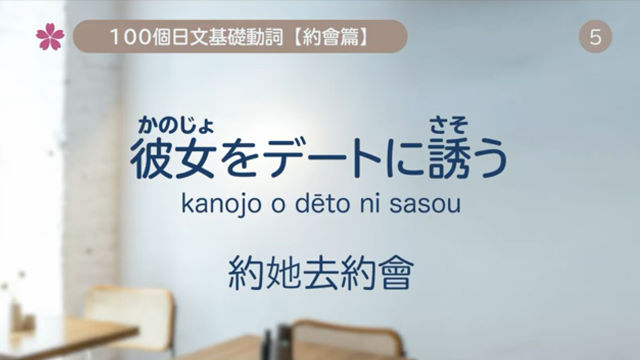 100個日文基礎動詞【約會篇】
5
かのじょ さそ
彼女をデートに誘う
kanojo o dēto ni sasou
約她去約會